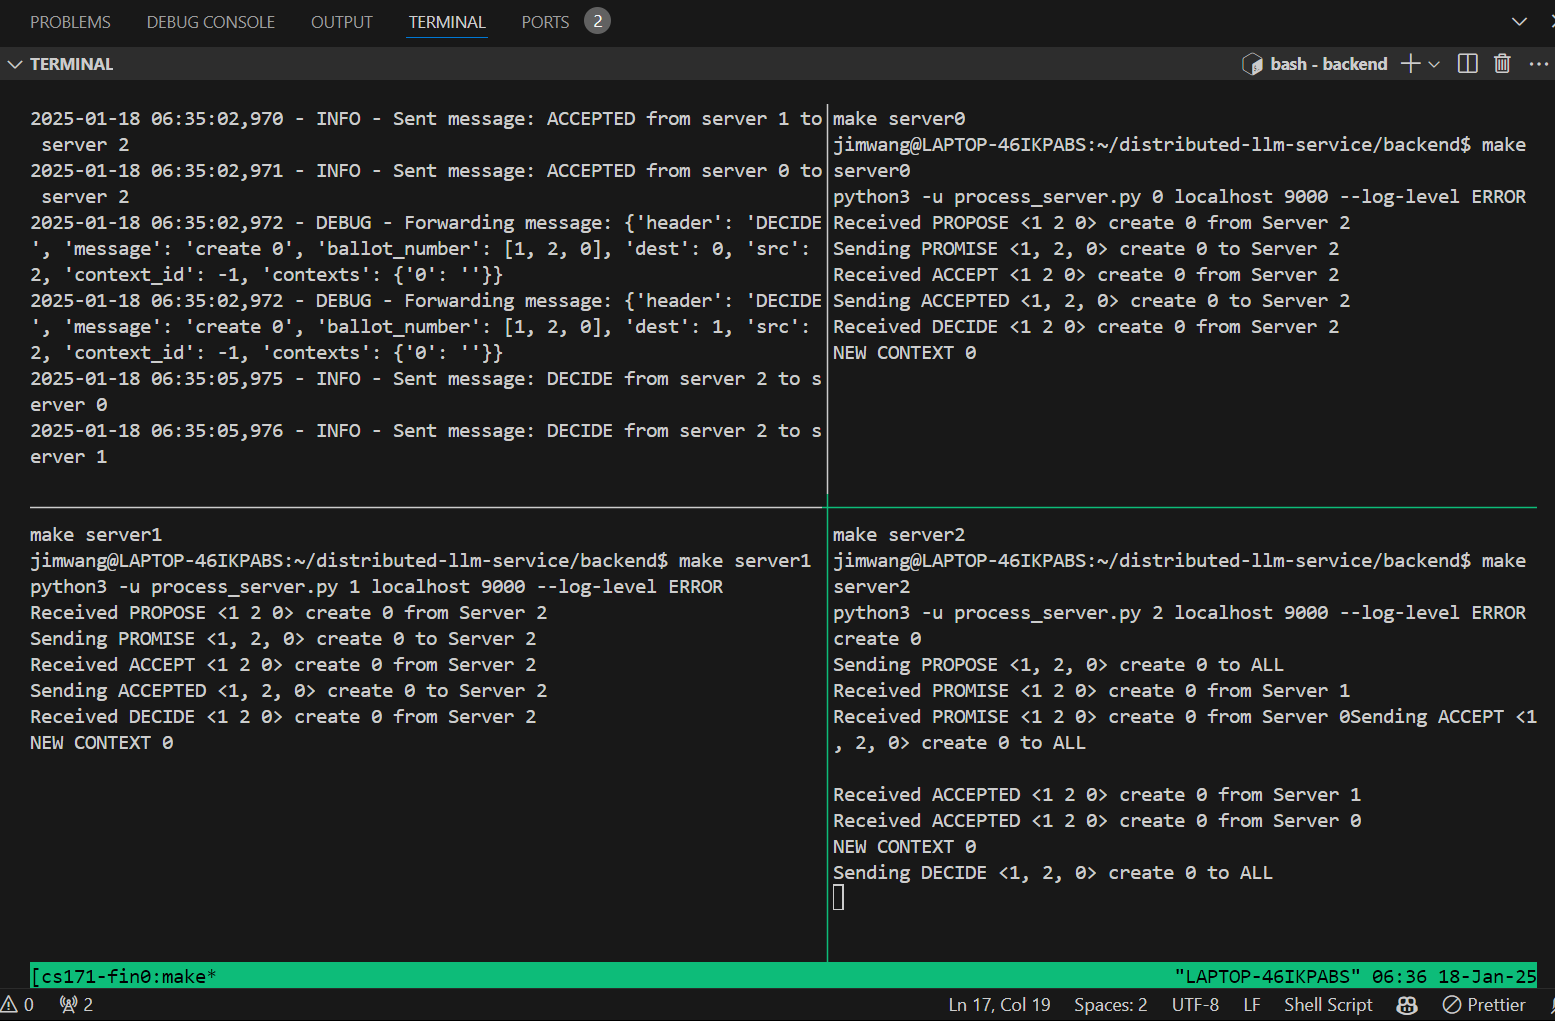 PROBLEMS DEBUG CONSOLE OUTPUT TERMINAL PORTS 2
TERMINAL
bash - backend
2025-01-18 06:35:02,970 - INFO - Sent message: ACCEPTED from server 1 to
server 2
2025-01-18 06:35:02,971 - INFO - Sent message: ACCEPTED from server 0 to
server 2
2025-01-18 06:35:02,972 - DEBUG - Forwarding message: {'header': 'DECIDE
', 'message': 'create 0', 'ballot_number': [1, 2, 0], 'dest': 0, 'src':
2, 'context_id': -1, 'contexts': {'0': ''}}
2025-01-18 06:35:02,972 - DEBUG - Forwarding message: {'header': 'DECIDE
', 'message': 'create 0', 'ballot_number': [1, 2, 0], 'dest': 1, 'src':
2, 'context_id': -1, 'contexts': {'0': ''}}
2025-01-18 06:35:05,975 - INFO - Sent message: DECIDE from server 2 to s
erver 0
2025-01-18 06:35:05,976 - INFO - Sent message: DECIDE from server 2 to s
erver 1
make server0
jimwang@LAPTOP-46IKPABS:~/distributed-llm-service/backend$ make
server0
python3 -u process_server.py 0 localhost 9000 --log-level ERROR
Received PROPOSE <1 2 0> create 0 from Server 2
Sending PROMISE <1, 2, 0> create 0 to Server 2
Received ACCEPT <1 2 0> create 0 from Server 2
Sending ACCEPTED <1, 2, 0> create 0 to Server 2
Received DECIDE <1 2 0> create 0 from Server 2
NEW CONTEXT 0
make server1
jimwang@LAPTOP-46IKPABS:~/distributed-llm-service/backend$ make server1
python3 -u process_server.py 1 localhost 9000 --log-level ERROR
Received PROPOSE <1 2 0> create 0 from Server 2
Sending PROMISE <1, 2, 0> create 0 to Server 2
Received ACCEPT <1 2 0> create 0 from Server 2
Sending ACCEPTED <1, 2, 0> create 0 to Server 2
Received DECIDE <1 2 0> create 0 from Server 2
NEW CONTEXT 0
make server2
jimwang@LAPTOP-46IKPABS:~/distributed-llm-service/backend$ make
server2
python3 -u process_server.py 2 localhost 9000 --log-level ERROR
create 0
Sending PROPOSE <1, 2, 0> create 0 to ALL
Received PROMISE <1 2 0> create 0 from Server 1
Received PROMISE <1 2 0> create 0 from Server 0Sending ACCEPT <1
, 2, 0> create 0 to ALL
Received ACCEPTED <1 2 0> create 0 from Server 1
Received ACCEPTED <1 2 0> create 0 from Server 0
NEW CONTEXT 0
Sending DECIDE <1, 2, 0> create 0 to ALL
[cs171-fin0:make* "LAPTOP-46IKPABS" 06:36 18-Jan-25
0 2 Ln 17, Col 19 Spaces: 2 UTF-8 LF Shell Script Prettier